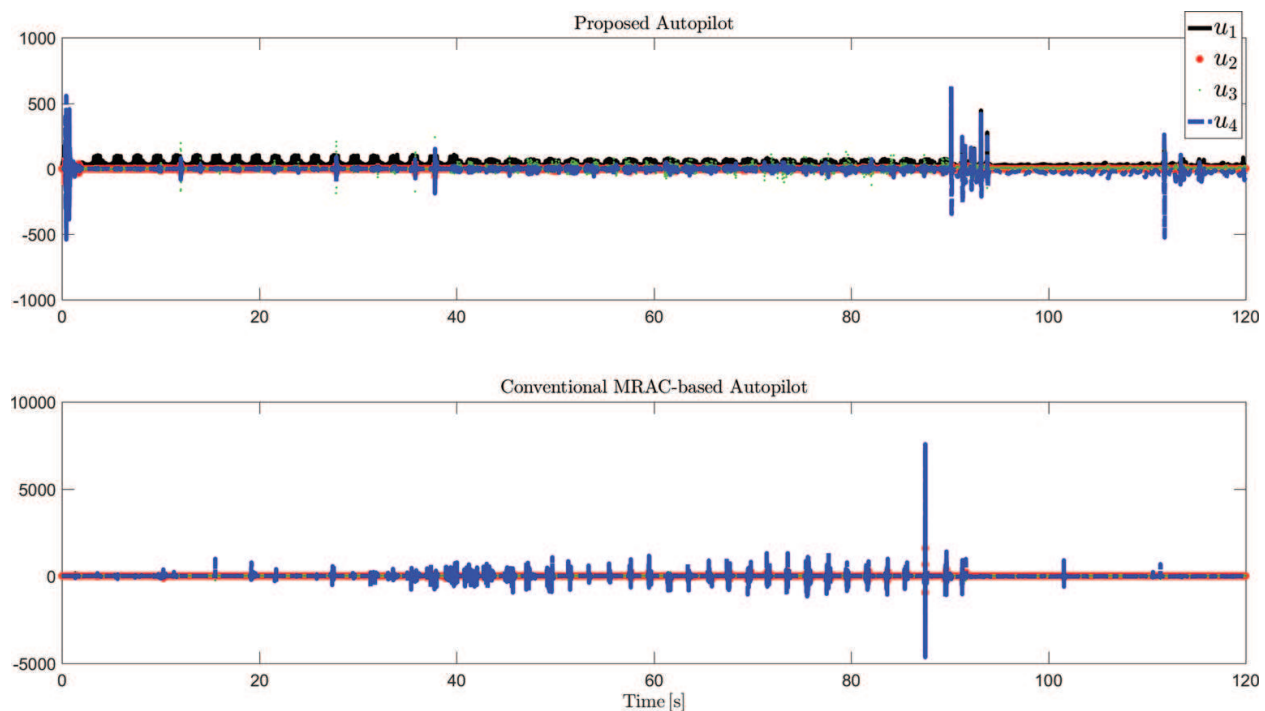 Proposed Autopilot
1000
500
0
-500
-1000
0 20 40 60 80 100 120
u1
u2
u3
u4
Conventional MRAC-based Autopilot
10000
5000
0
-5000
0 20 40 60 80 100 120
Time [s]